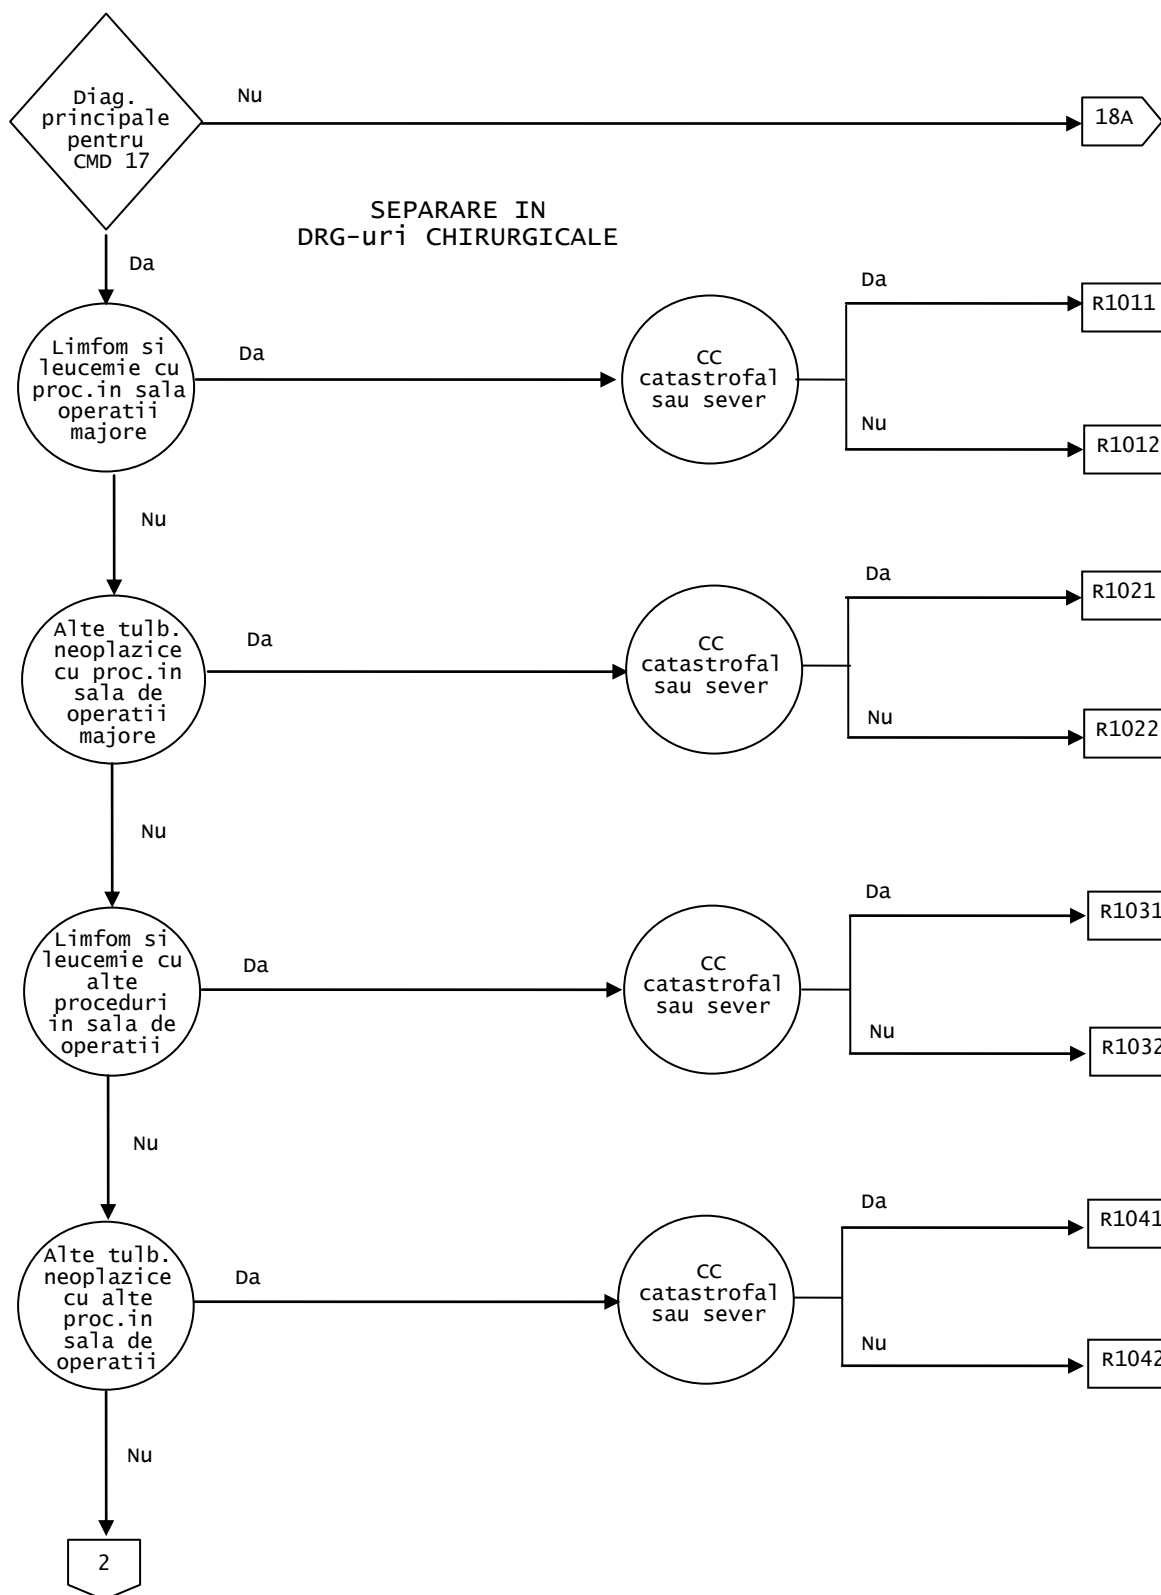 Diag.
principale
pentru
CMD 17
Nu
18A
SEPARARE IN
DRG-uri CHIRURGICALE
Da
Limfom si
leucemie cu
proc.in sala
operatii
majore
Da
CC
catastrofal
sau sever
Da
R1011
Nu
R1012
Nu
Alte tulb.
neoplazice
cu proc.in
sala de
operatii
majore
Da
CC
catastrofal
sau sever
Da
R1021
Nu
R1022
Nu
Limfom si
leucemie cu
alte
proceduri
in sala de
operatii
Da
CC
catastrofal
sau sever
Da
R1031
Nu
R1032
Nu
Alte tulb.
neoplazice
cu alte
proc.in
sala de
operatii
Da
CC
catastrofal
sau sever
Da
R1041
Nu
R1042
Nu
2